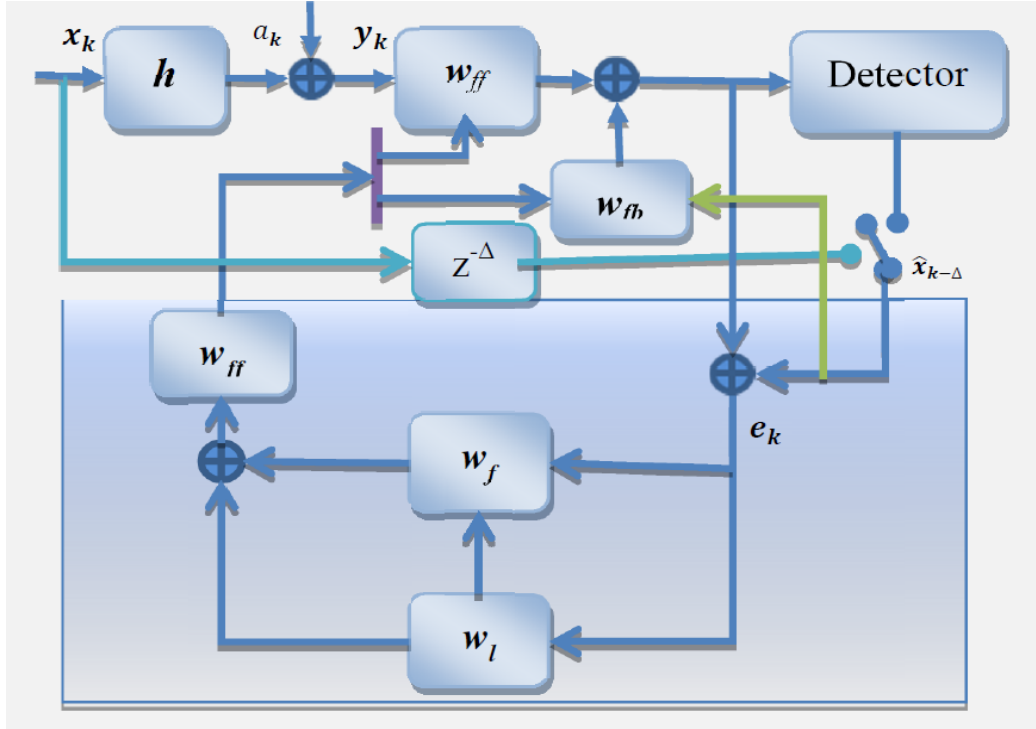 x_k
h
a_k
y_k
w_ff
Detector
w_fb
Z^-Δ
x̂_k−Δ
w_ff
e_k
w_f
w_l